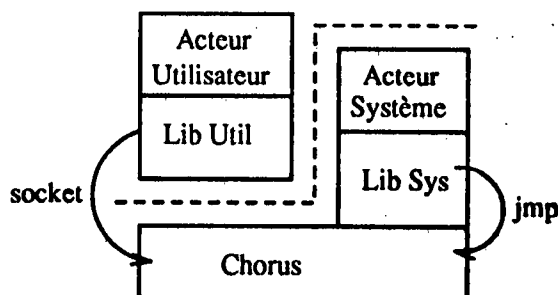 Acteur
Utilisateur
Lib Util
Acteur
Système
Lib Sys
socket
jmp
Chorus